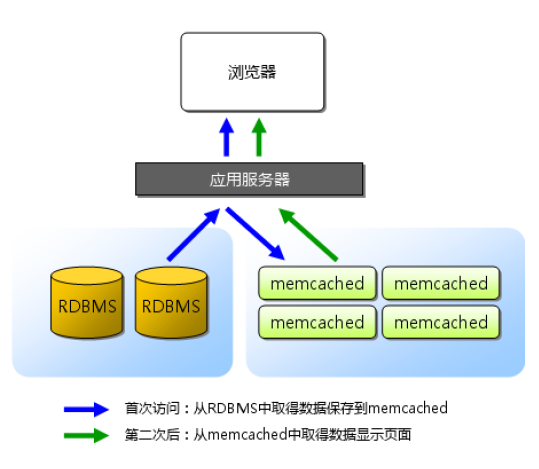 浏览器
应用服务器
RDBMS RDBMS
memcached memcached
memcached memcached
首次访问：从RDBMS中取得数据保存到memcached
第二次后：从memcached中取得数据显示页面